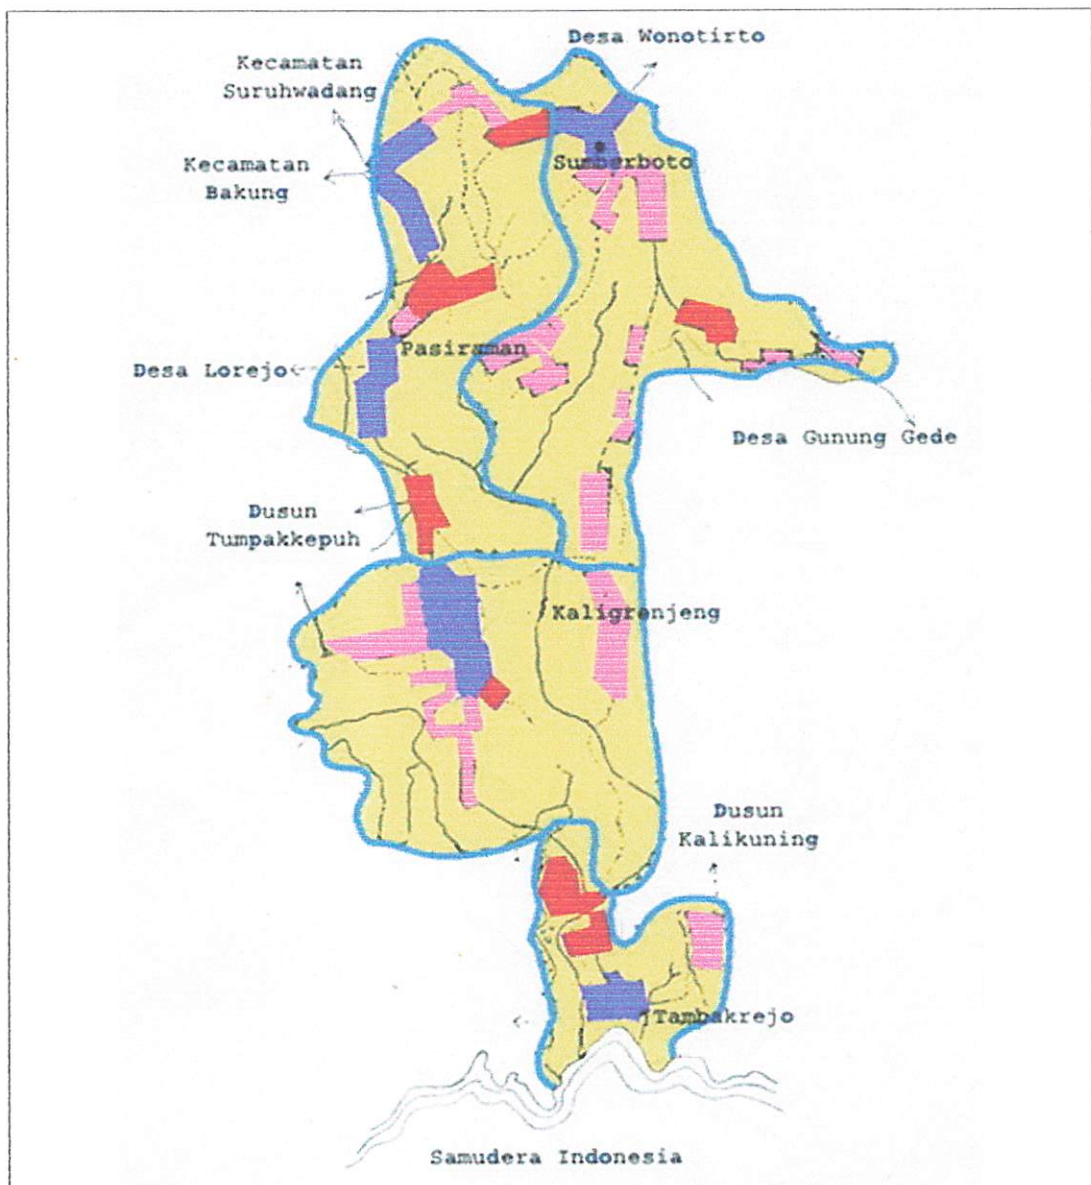 Desa Wonotirto
Kecamatan
Suruhwadang
Kecamatan
Bakung
Sumberboto
Pasiraman
Desa Lorejo
Desa Gunung Gede
Dusun
Tumpakkepuh
Kaligrenjeng
Dusun
Kalikuning
Tambakrejo
Samudera Indonesia